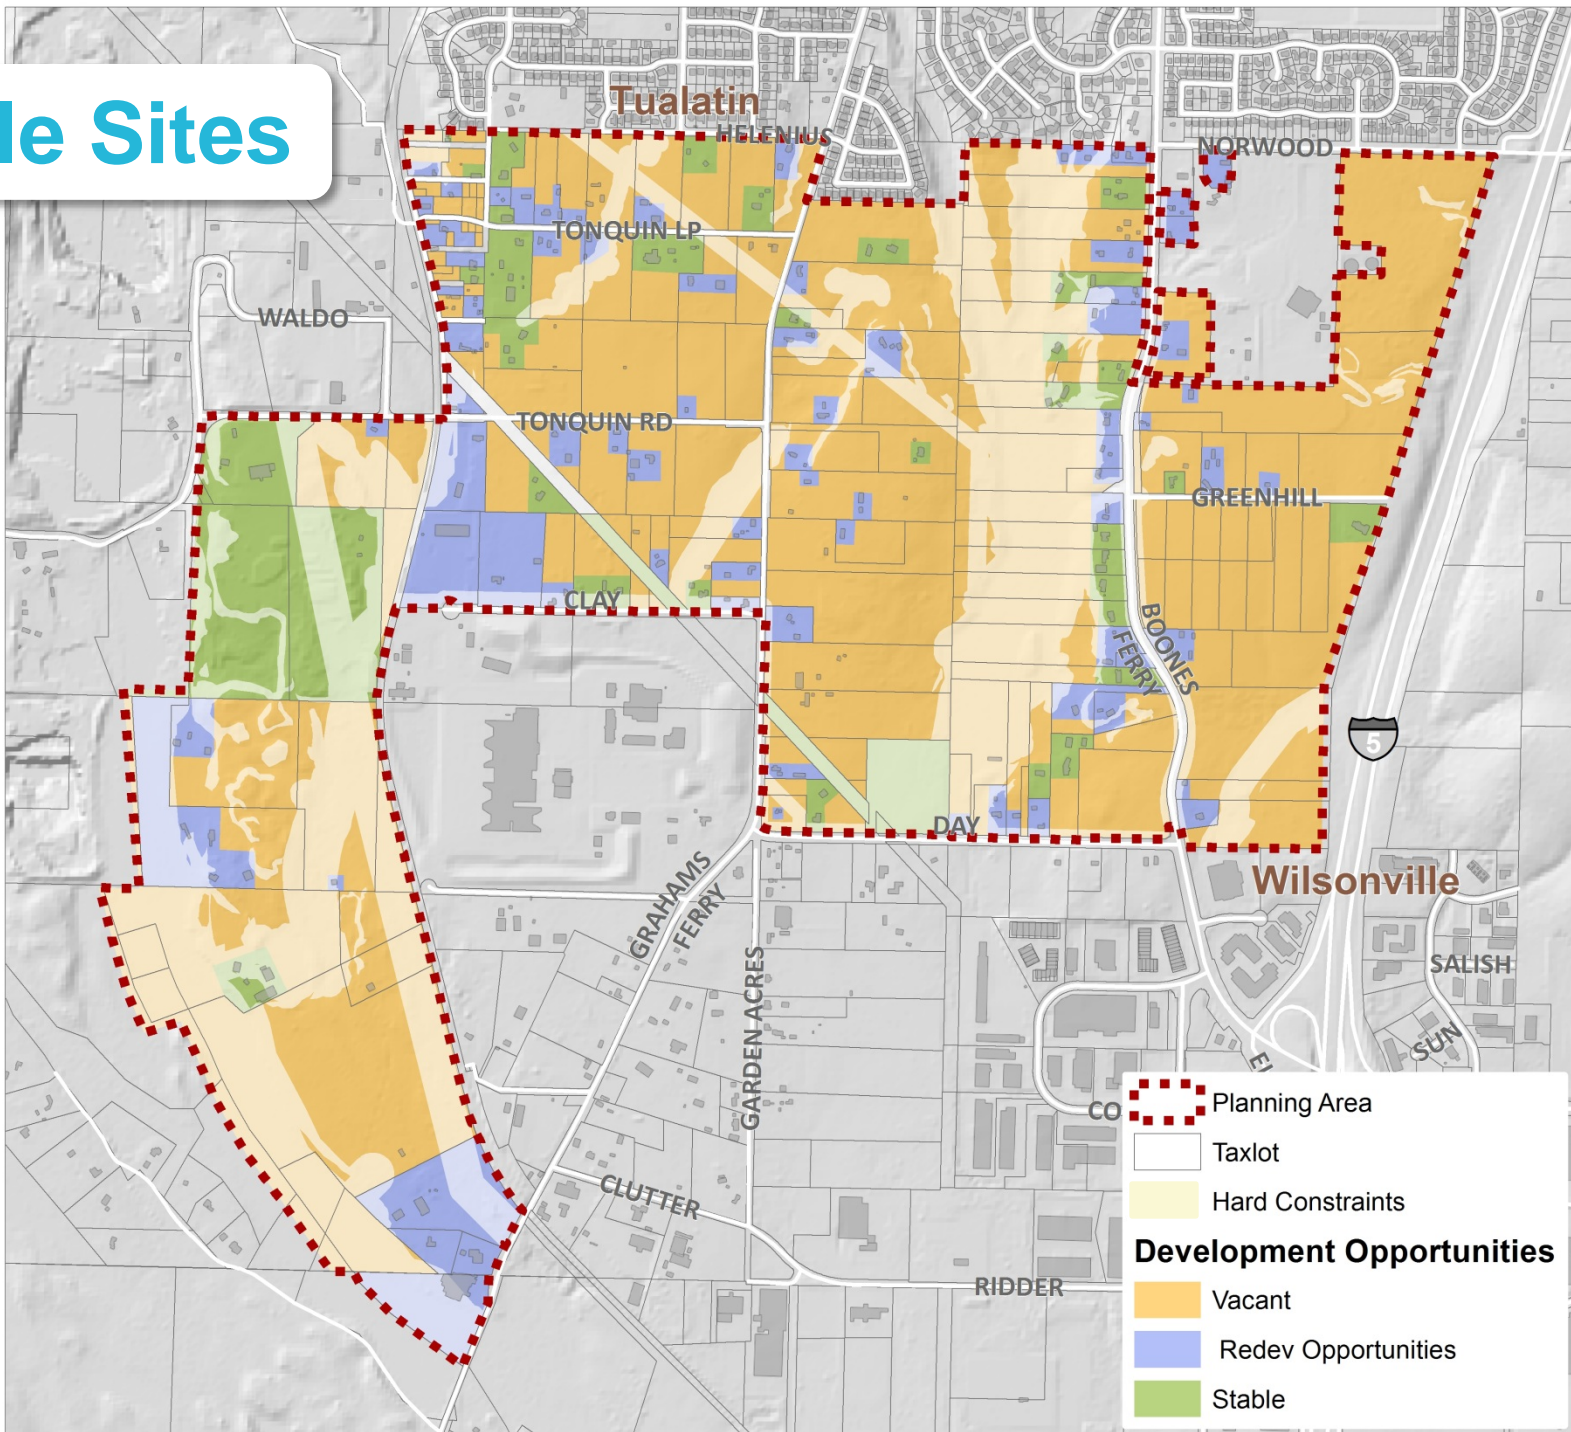 le Sites
Tualatin
HELENIUS
NORWOOD
TONQUIN LP
WALDO
TONQUIN RD
GREENHILL
CLAY
BOONES
FERRY
5
DAY
Wilsonville
GRAHAMS
FERRY
GARDEN ACRES
SALISH
SUN
CO
CLUTTER
RIDDER
Planning Area
Taxlot
Hard Constraints
Development Opportunities
Vacant
Redev Opportunities
Stable